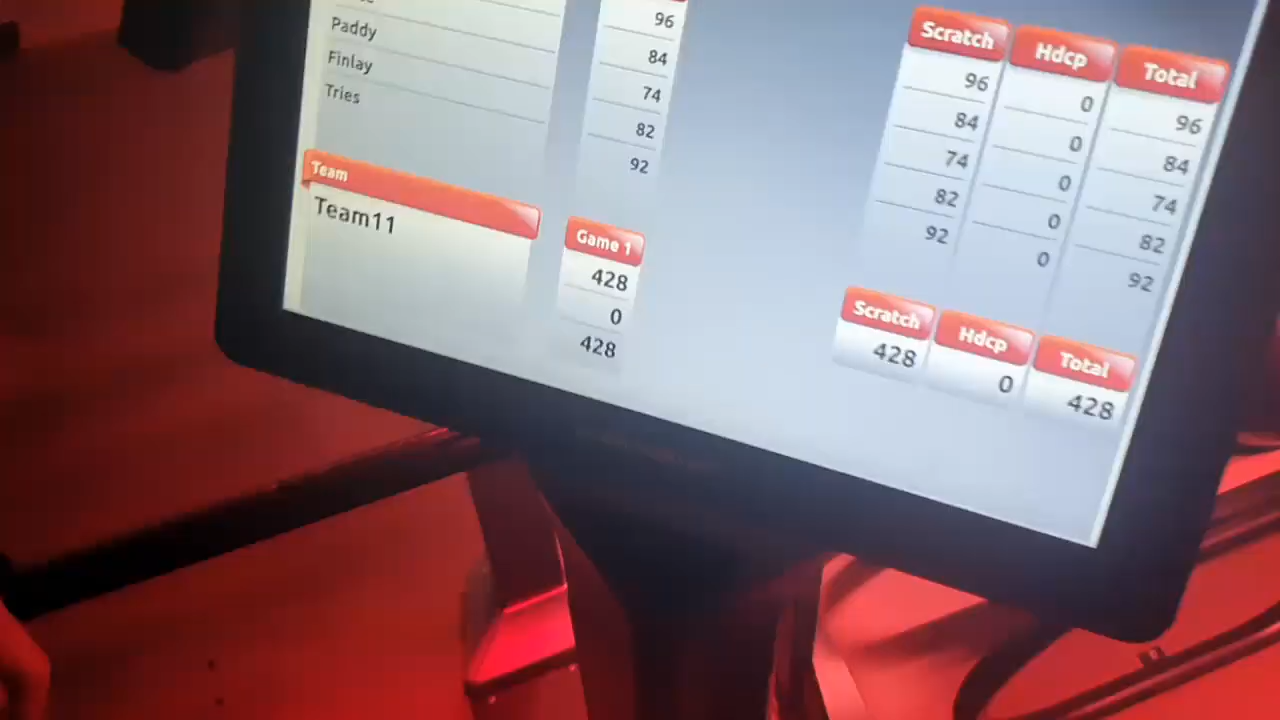 96
Scratch Hdcp Total
Paddy 84 96 0 96
Finlay 74 84 0 84
Tries 82 74 0 74
92 82 0 82
92 0 92
Team
Team11
Game 1
428
0
428
Scratch Hdcp Total
428 0 428